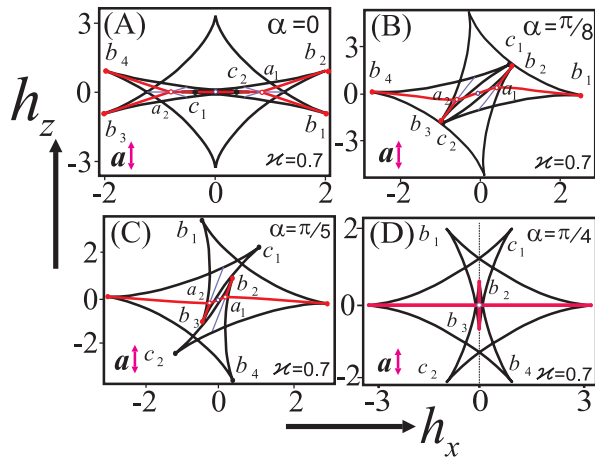 (A) α=0
3
b4 b2
c2 a1
0
a2 c1
b3 b1
a ϰ=0.7
-3
-2 0 2
(B) α=π/8
3
c1
b4 b2 b1
0
a2 a1
b3
c2
a ϰ=0.7
-3
-2 0 2
hz
(C) α=π/5
2
b1
c1
a2 b2
0
b3 a1
-2
c2 b4
a ϰ=0.7
-2 0 2
(D) α=π/4
2
b1 c1
b2
0
b3
c2 b4
-2
a ϰ=0.7
-3 0 3
hx